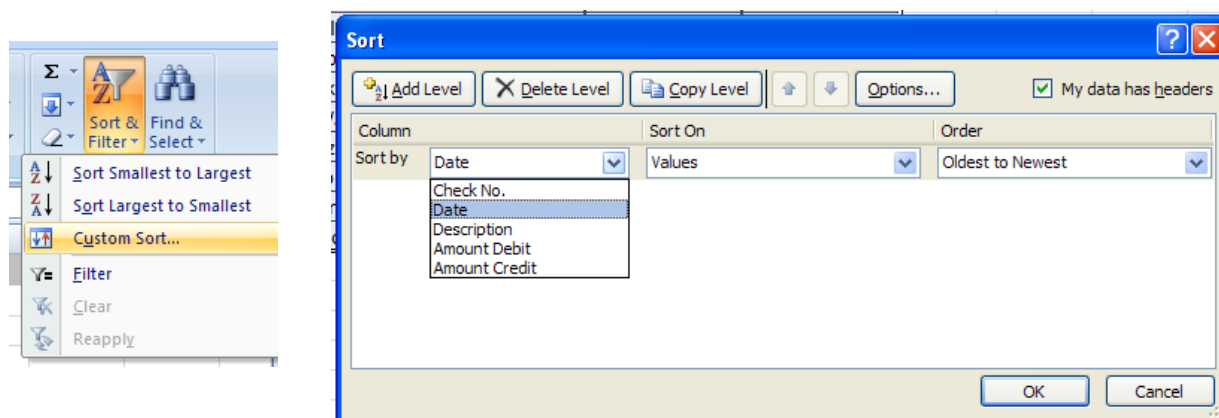 Σ
Sort & Filter
Find & Select
Sort Smallest to Largest
Sort Largest to Smallest
Custom Sort...
Filter
Clear
Reapply
Sort
Add Level
Delete Level
Copy Level
Options...
My data has headers
Column
Sort On
Order
Sort by
Date
Values
Oldest to Newest
Check No.
Date
Description
Amount Debit
Amount Credit
OK
Cancel